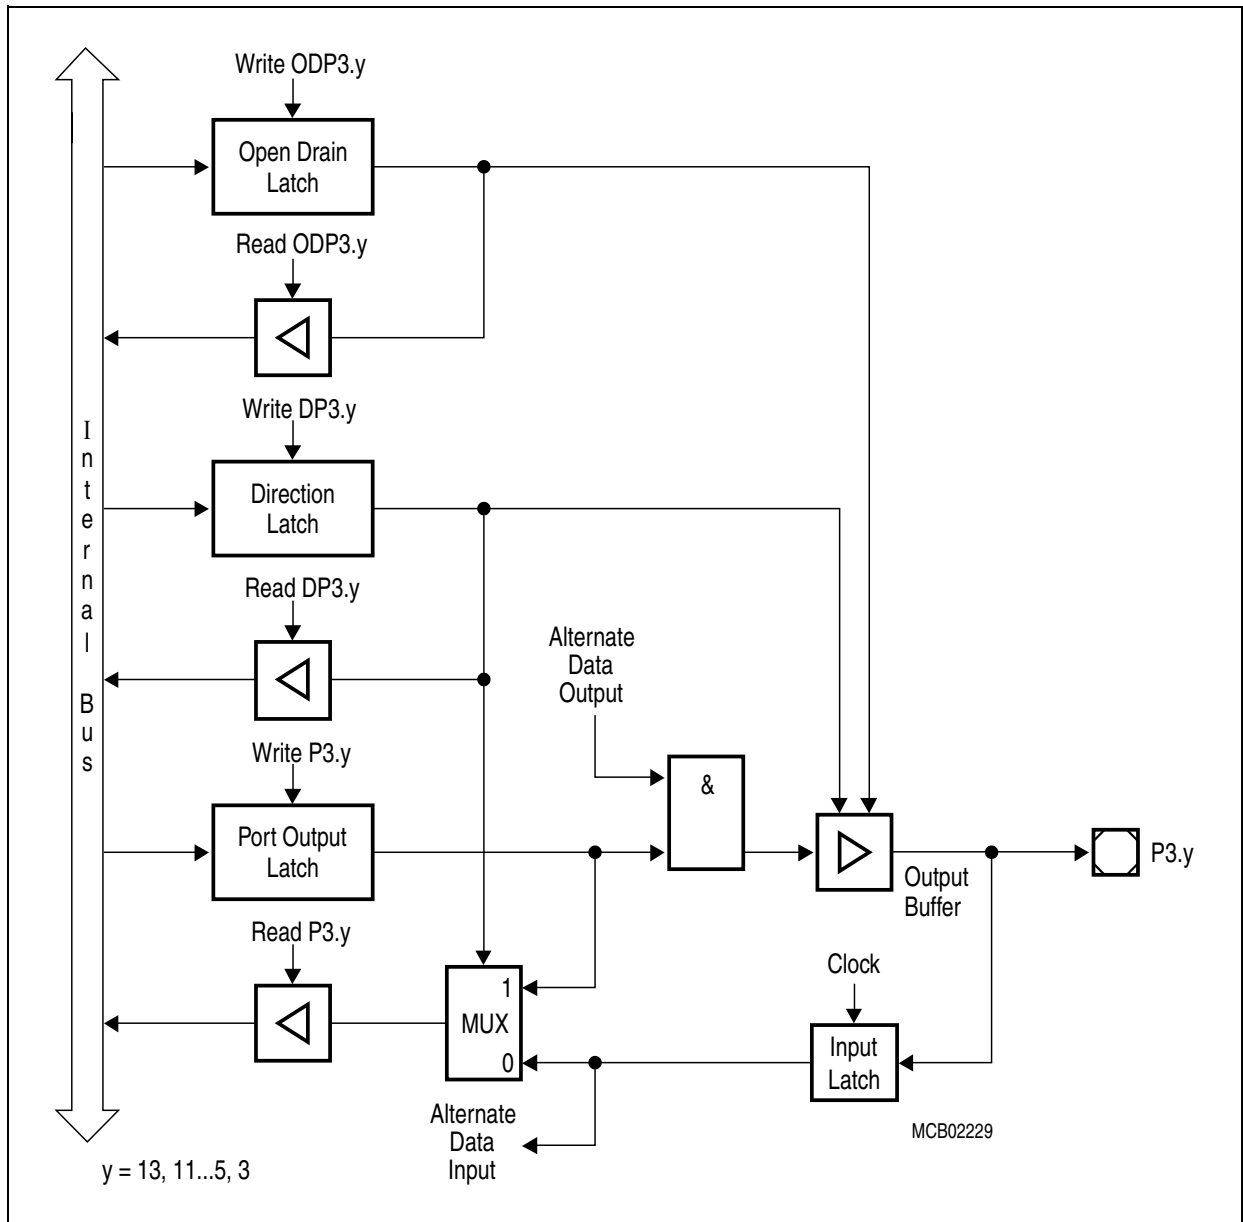 Write ODP3.y
Open Drain
Latch
Read ODP3.y
Write DP3.y
Direction
Latch
Read DP3.y
Internal Bus
Alternate
Data
Output
Write P3.y
&
Port Output
Latch
P3.y
Output
Buffer
Read P3.y
Clock
1
MUX
0
Input
Latch
Alternate
Data
Input
MCB02229
y = 13, 11...5, 3